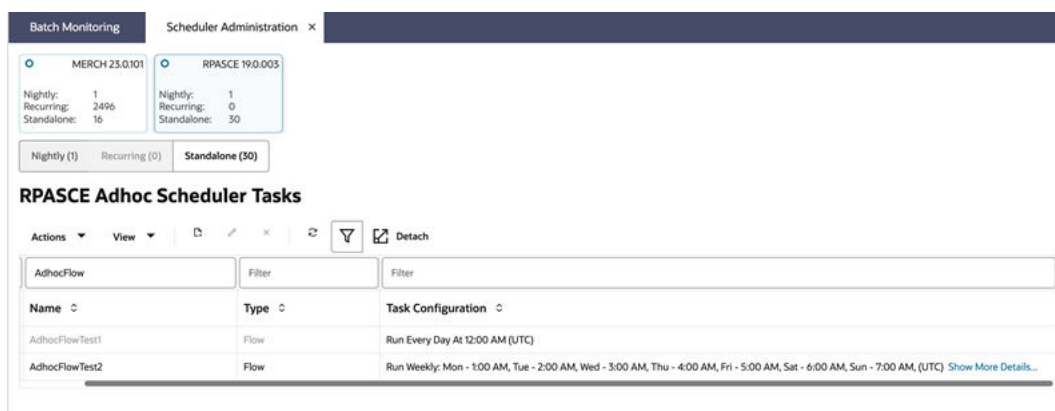 Batch Monitoring Scheduler Administration ×
MERCH 23.0.101 RPASCE 19.0.003
Nightly: 1 Nightly: 1
Recurring: 2496 Recurring: 0
Standalone: 16 Standalone: 30
Nightly (1) Recurring (0) Standalone (30)
RPASCE Adhoc Scheduler Tasks
Actions View Detach
AdhocFlow Filter Filter
Name Type Task Configuration
AdhocFlowTest1 Flow Run Every Day At 12:00 AM (UTC)
AdhocFlowTest2 Flow Run Weekly: Mon - 1:00 AM, Tue - 2:00 AM, Wed - 3:00 AM, Thu - 4:00 AM, Fri - 5:00 AM, Sat - 6:00 AM, Sun - 7:00 AM, (UTC) Show More Details...